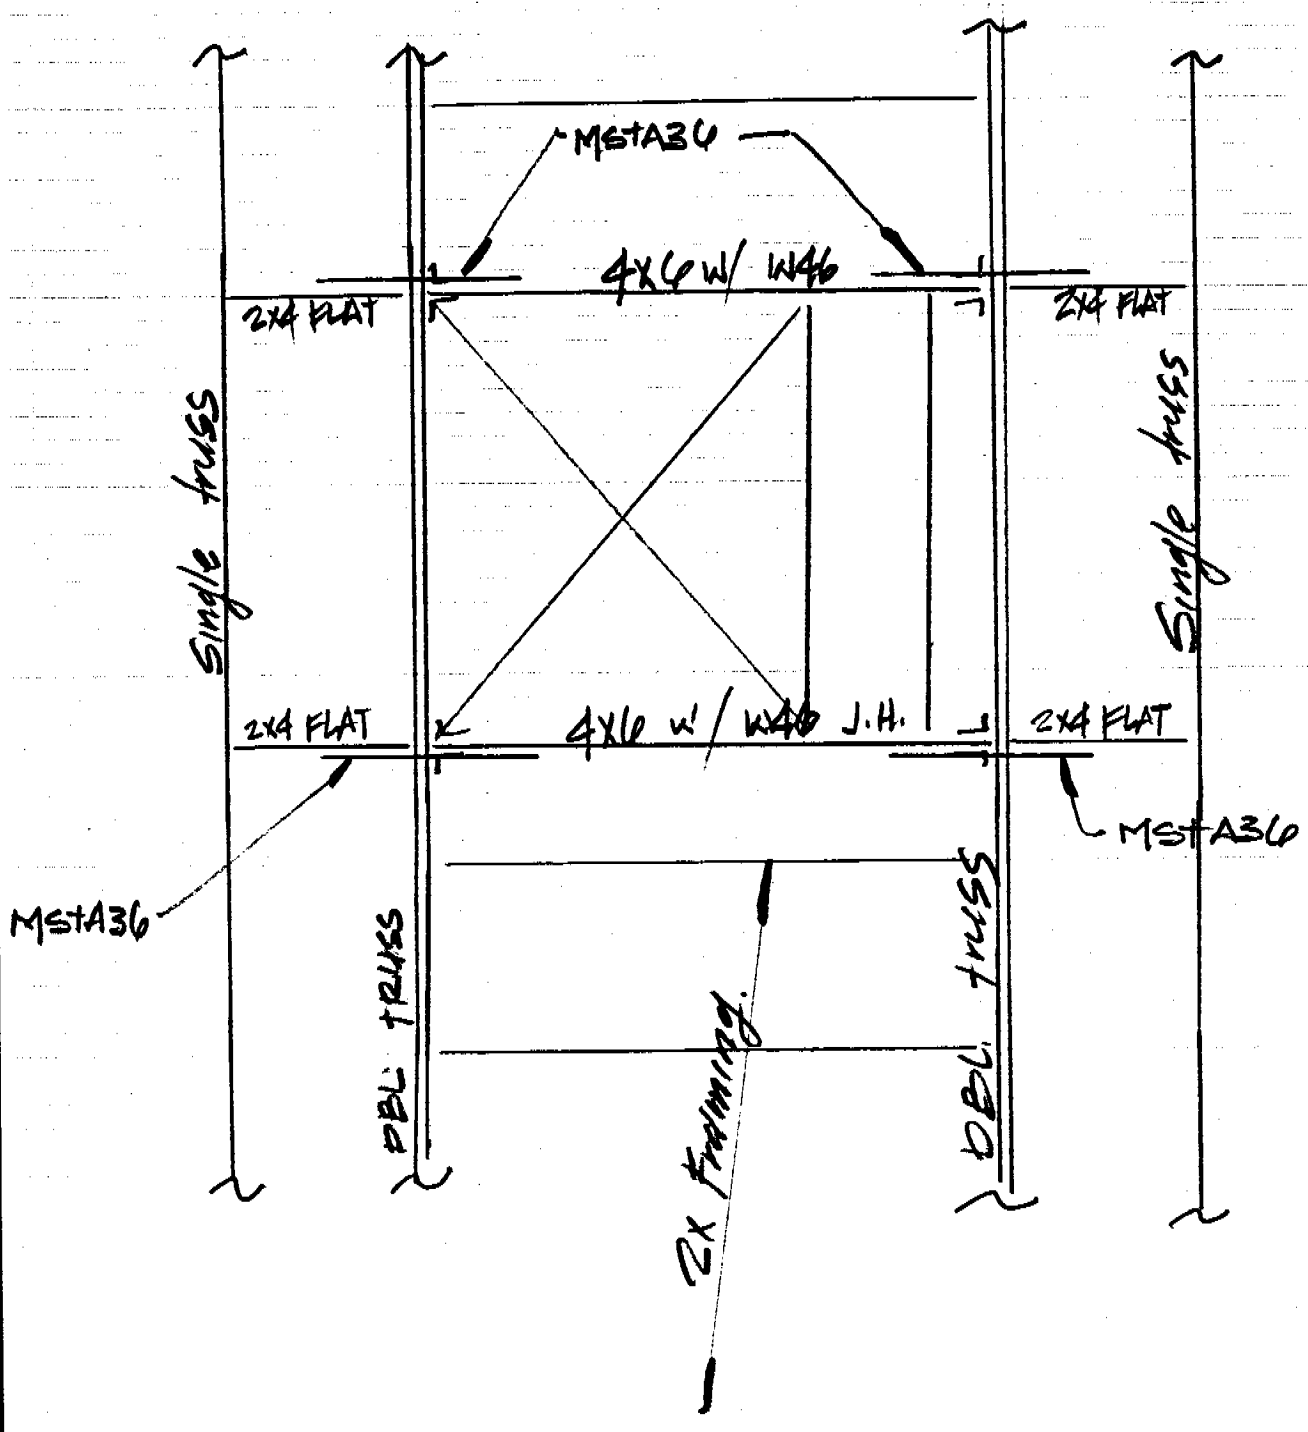 MStA36
4X6 W/ W46
2X4 FLAT
2X4 FLAT
Single truss
Single truss
2X4 FLAT
4X6 W/ W46 J.H.
2X4 FLAT
MStA36
MStA36
DBL tRUSS
DBL truss
2X Framing.